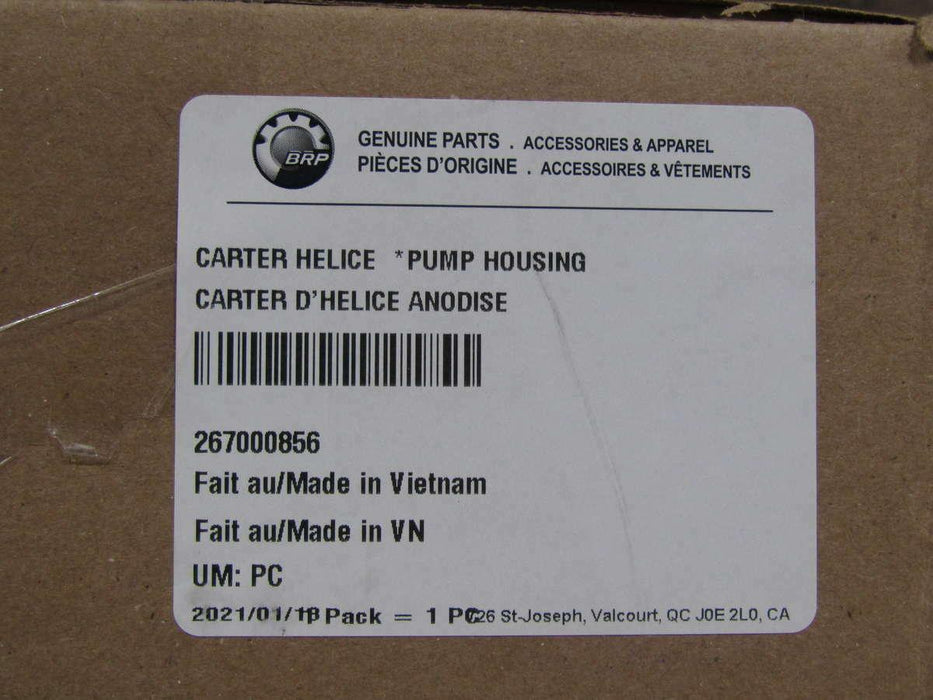 BRP
GENUINE PARTS . ACCESSORIES & APPAREL
PIÈCES D'ORIGINE . ACCESSOIRES & VÊTEMENTS
CARTER HELICE *PUMP HOUSING
CARTER D'HELICE ANODISE
267000856
Fait au/Made in Vietnam
Fait au/Made in VN
UM: PC
Pack = 1 PC St-Joseph, Valcourt, QC J0E 2L0, CA